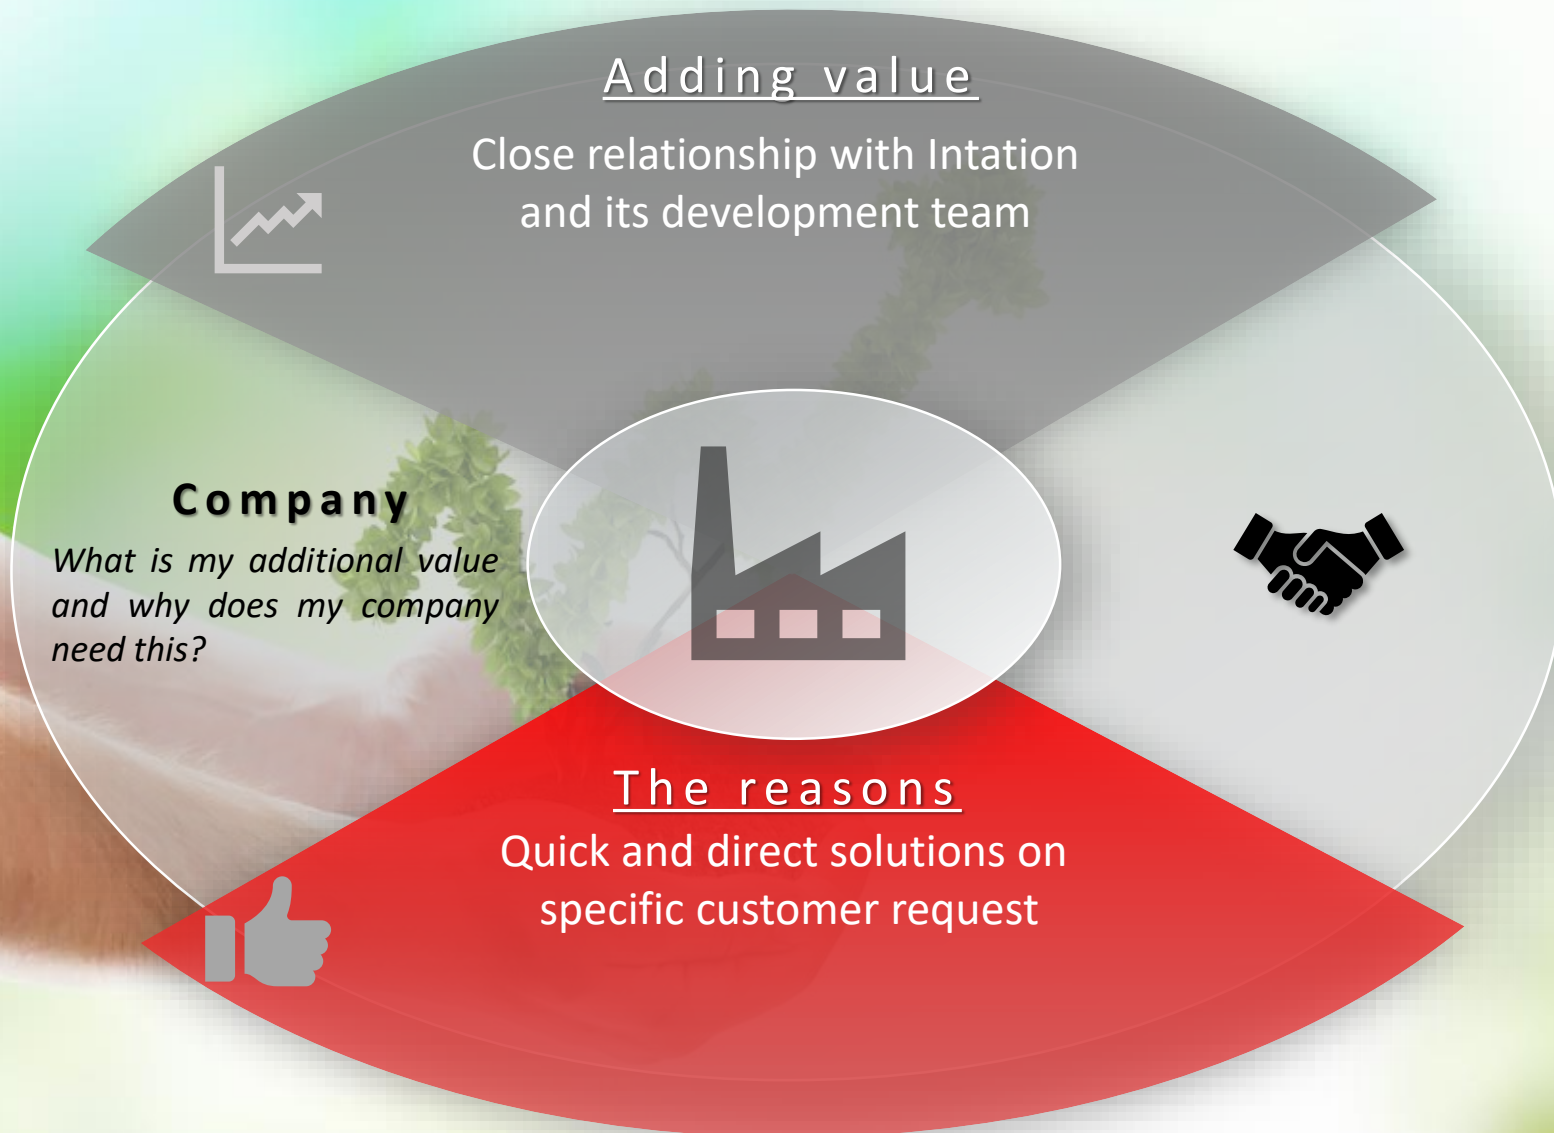 Adding value
Close relationship with Intation
and its development team
Company
What is my additional value
and why does my company
need this?
The reasons
Quick and direct solutions on
specific customer request